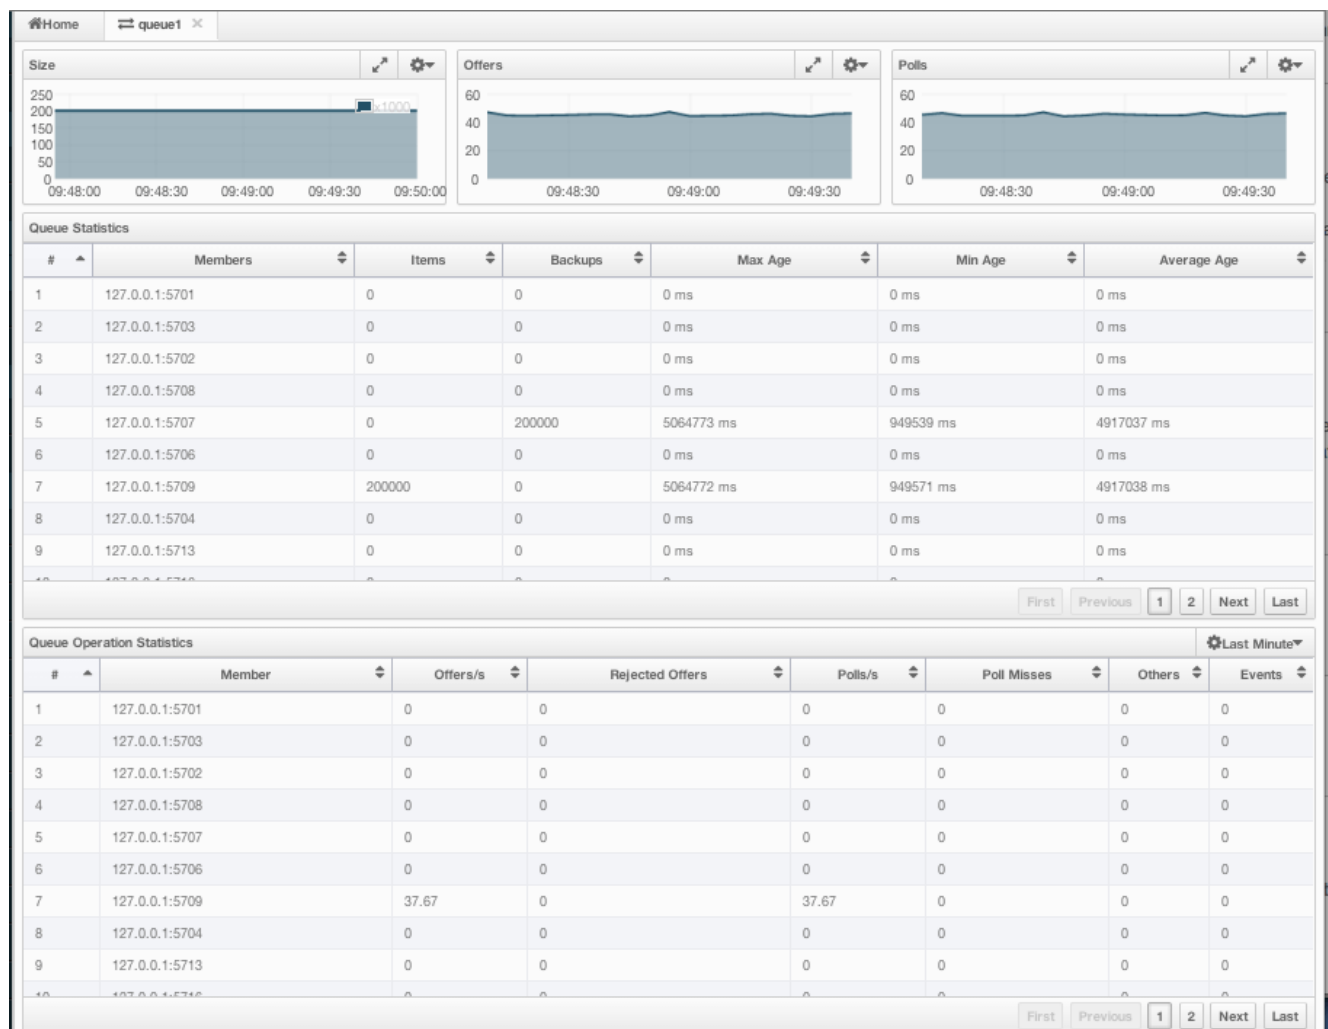 Home queue1
Size
x1000
250
200
150
100
50
0
09:48:00 09:48:30 09:49:00 09:49:30 09:50:00
Offers
60
40
20
0
09:48:30 09:49:00 09:49:30
Polls
60
40
20
0
09:48:30 09:49:00 09:49:30
Queue Statistics
# Members Items Backups Max Age Min Age Average Age
1 127.0.0.1:5701 0 0 0 ms 0 ms 0 ms
2 127.0.0.1:5703 0 0 0 ms 0 ms 0 ms
3 127.0.0.1:5702 0 0 0 ms 0 ms 0 ms
4 127.0.0.1:5708 0 0 0 ms 0 ms 0 ms
5 127.0.0.1:5707 0 200000 5064773 ms 949539 ms 4917037 ms
6 127.0.0.1:5706 0 0 0 ms 0 ms 0 ms
7 127.0.0.1:5709 200000 0 5064772 ms 949571 ms 4917038 ms
8 127.0.0.1:5704 0 0 0 ms 0 ms 0 ms
9 127.0.0.1:5713 0 0 0 ms 0 ms 0 ms
First Previous 1 2 Next Last
Queue Operation Statistics Last Minute
# Member Offers/s Rejected Offers Polls/s Poll Misses Others Events
1 127.0.0.1:5701 0 0 0 0 0 0
2 127.0.0.1:5703 0 0 0 0 0 0
3 127.0.0.1:5702 0 0 0 0 0 0
4 127.0.0.1:5708 0 0 0 0 0 0
5 127.0.0.1:5707 0 0 0 0 0 0
6 127.0.0.1:5706 0 0 0 0 0 0
7 127.0.0.1:5709 37.67 0 37.67 0 0 0
8 127.0.0.1:5704 0 0 0 0 0 0
9 127.0.0.1:5713 0 0 0 0 0 0
First Previous 1 2 Next Last